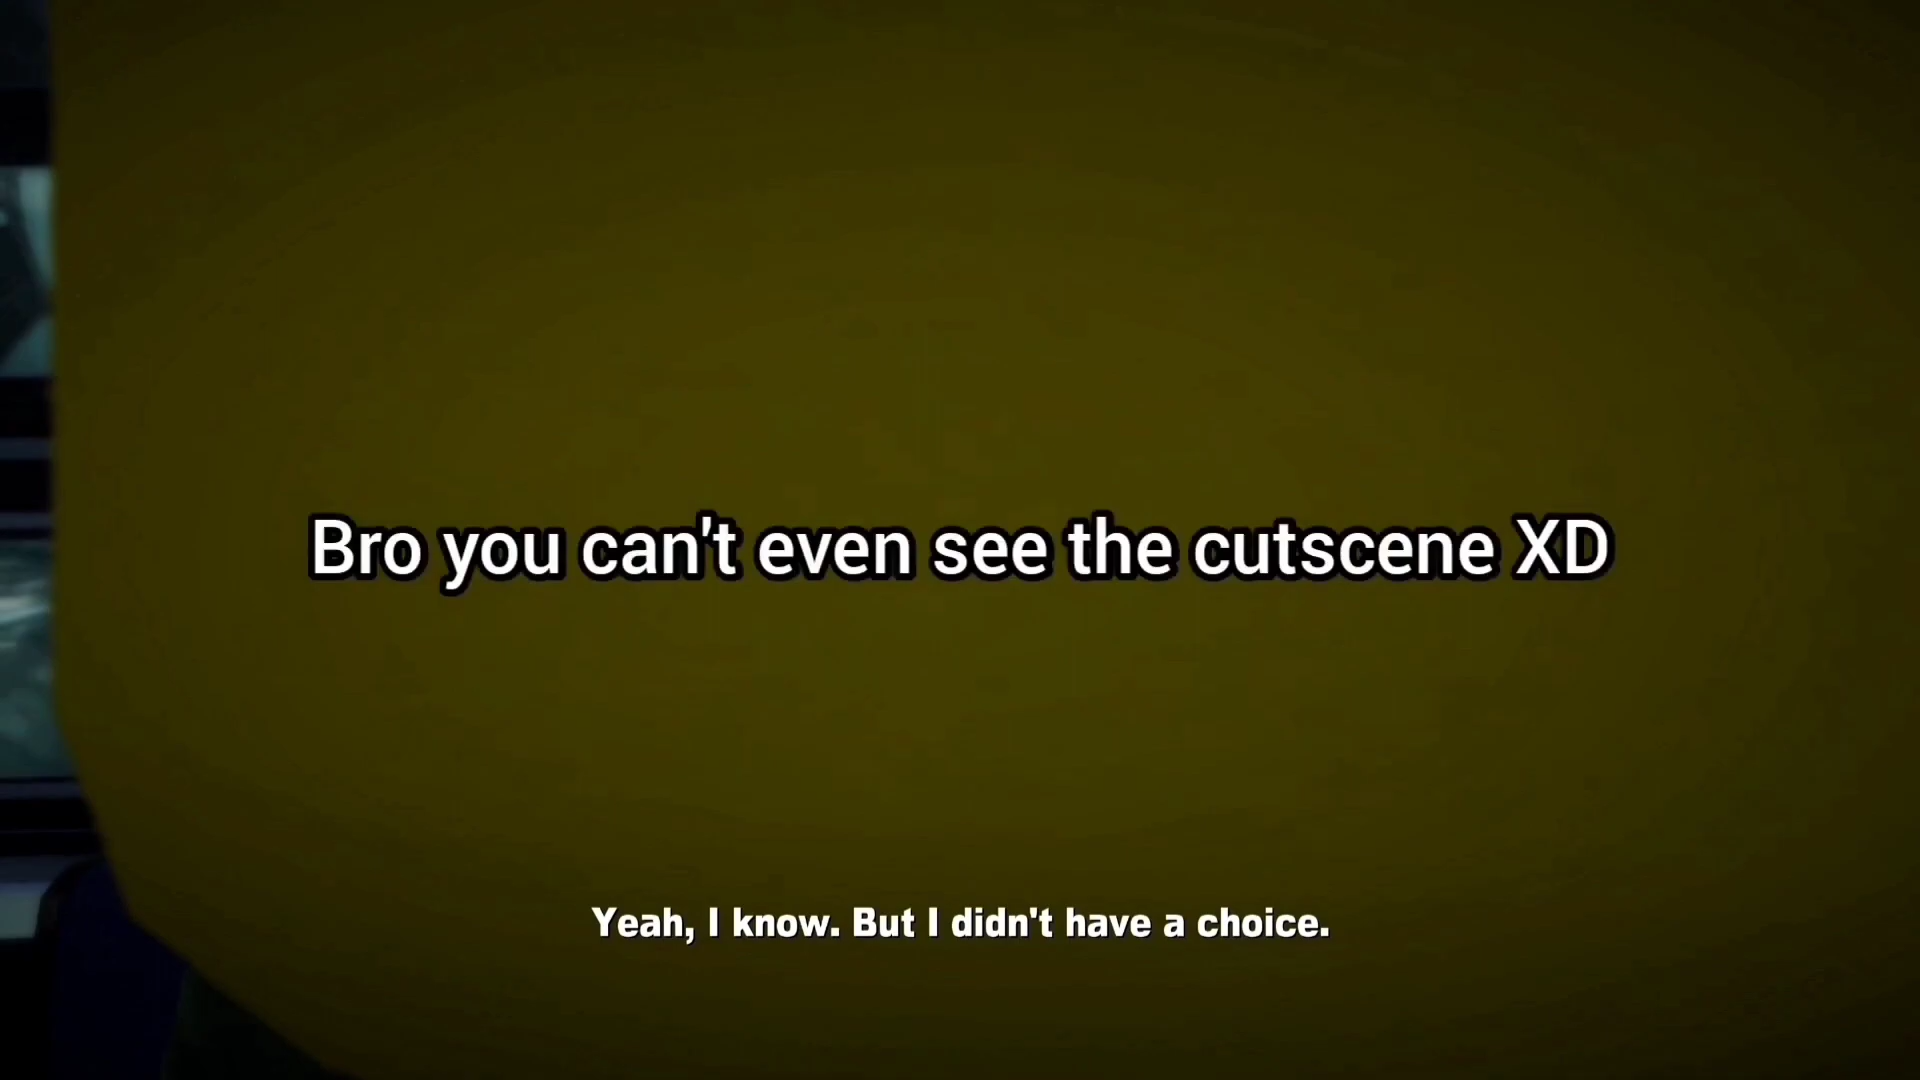 Bro you can't even see the cutscene XD
Yeah, I know. But I didn't have a choice.